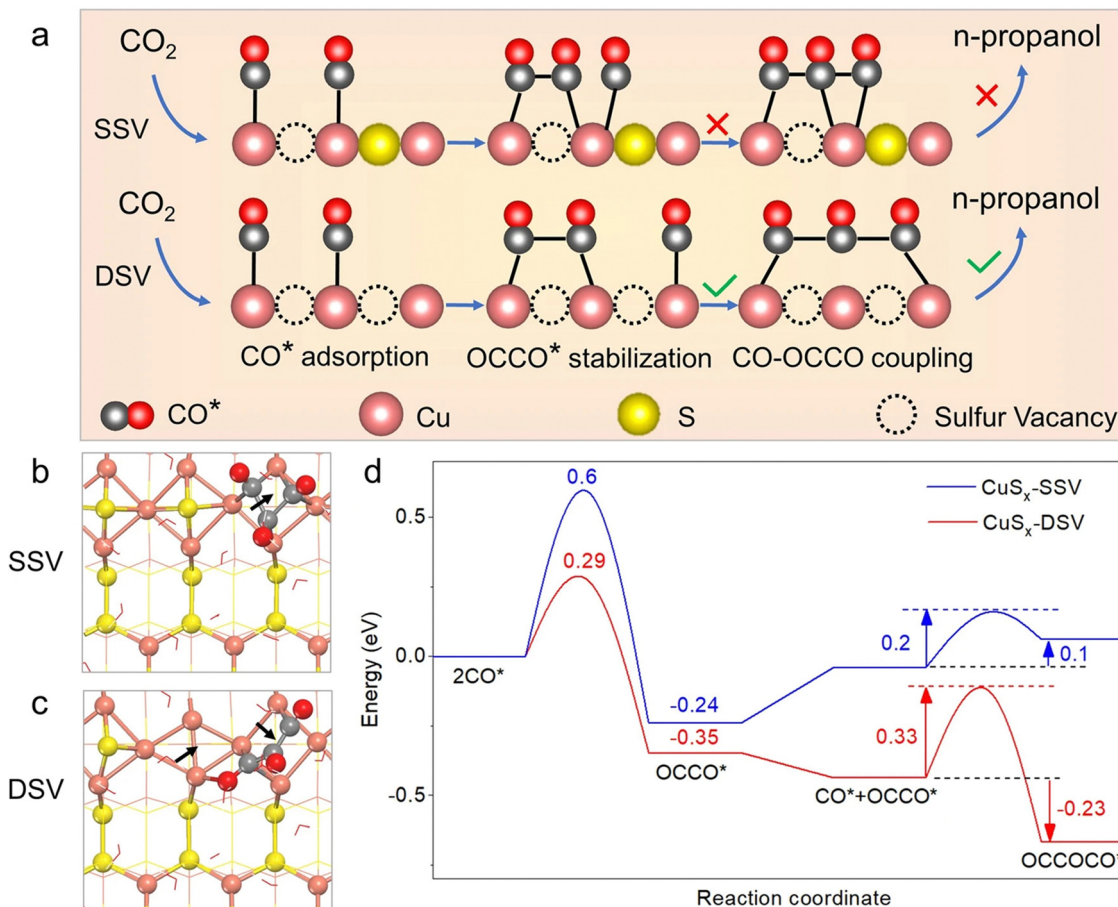 a
CO₂
n-propanol
SSV
CO₂
n-propanol
DSV
CO* adsorption
OCCO* stabilization
CO-OCCO coupling
CO*
Cu
S
Sulfur Vacancy
b
SSV
c
DSV
d
0.6
CuSₓ-SSV
CuSₓ-DSV
0.5
0.29
0.2
0.1
0.0
2CO*
Energy (eV)
-0.24
-0.35
OCCO*
0.33
CO*+OCCO*
-0.5
-0.23
OCCOCO*
Reaction coordinate